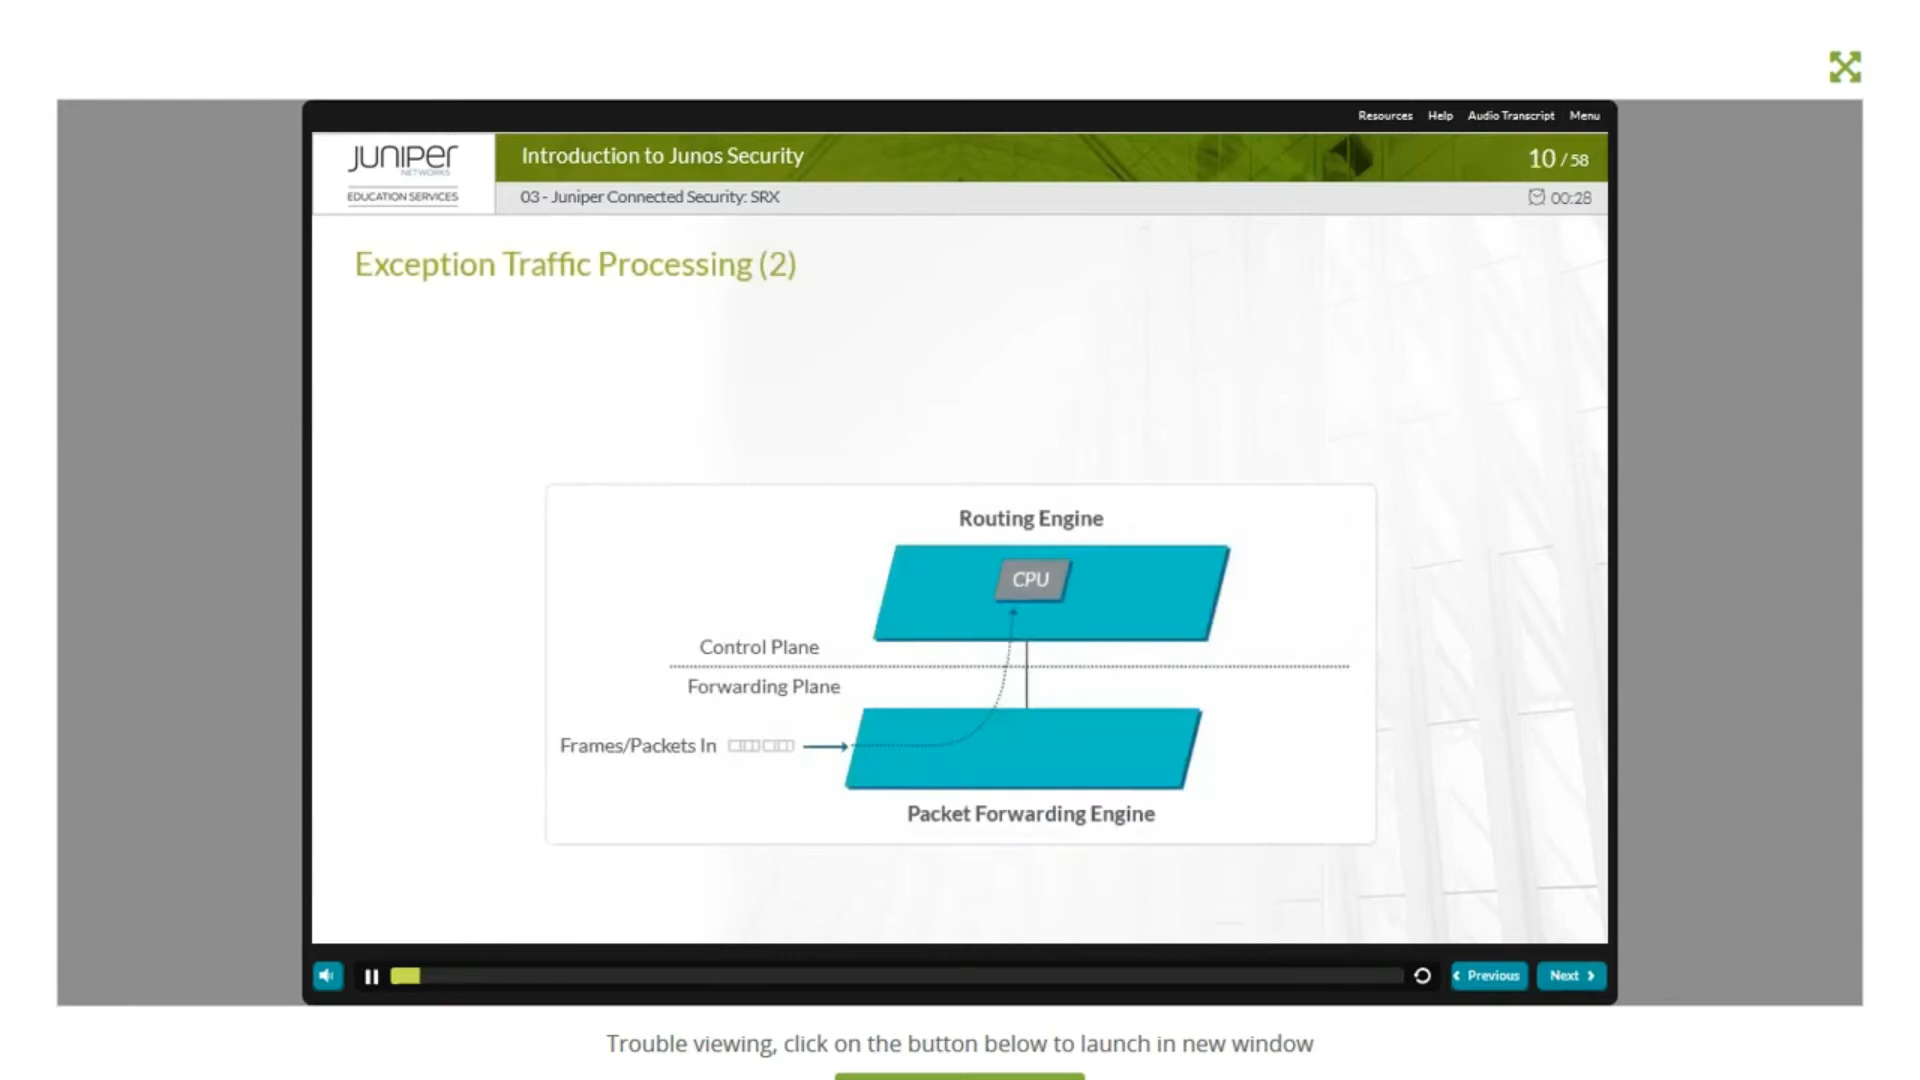 Resources Help Audio Transcript Menu
JUNIPER
NETWORKS
EDUCATION SERVICES
Introduction to Junos Security
10 / 58
03 - Juniper Connected Security: SRX
00:28
Exception Traffic Processing (2)
Routing Engine
CPU
Control Plane
Forwarding Plane
Frames/Packets In
Packet Forwarding Engine
Previous
Next
Trouble viewing, click on the button below to launch in new window